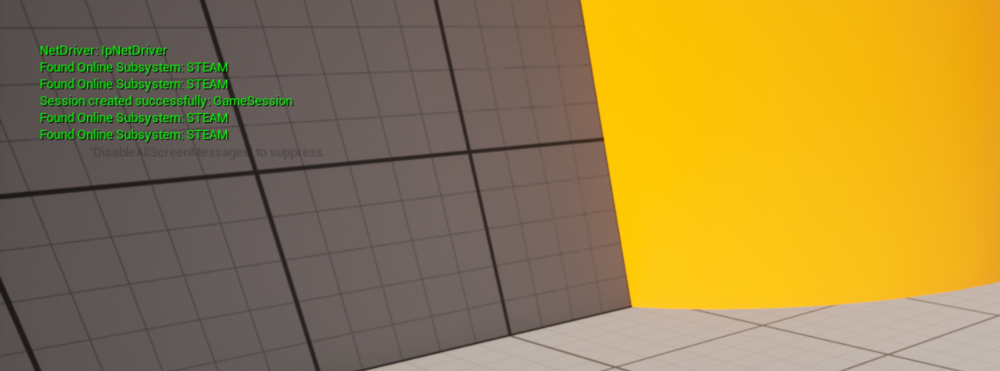 NetDriver: IpNetDriver
Found Online Subsystem: STEAM
Found Online Subsystem: STEAM
Session created successfully: GameSession
Found Online Subsystem: STEAM
Found Online Subsystem: STEAM
'DisableAllScreenMessages' to suppress